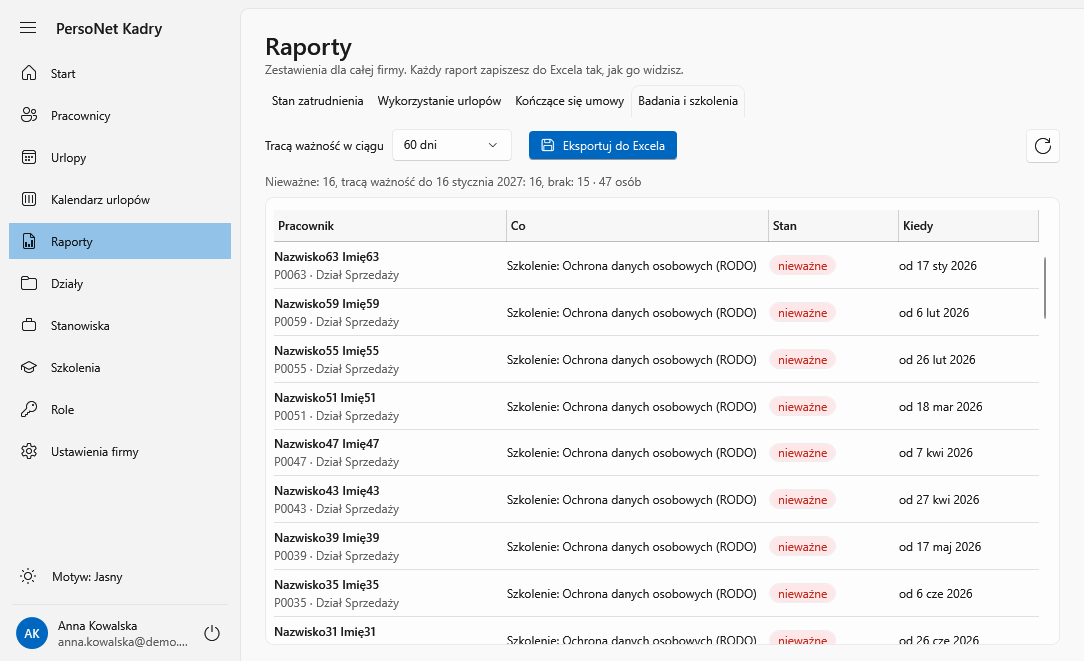 PersoNet Kadry
Start
Pracownicy
Urlopy
Kalendarz urlopów
Raporty
Działy
Stanowiska
Szkolenia
Role
Ustawienia firmy
Motyw: Jasny
AK
Anna Kowalska
anna.kowalska@demo....
Raporty
Zestawienia dla całej firmy. Każdy raport zapiszesz do Excela tak, jak go widzisz.
Stan zatrudnienia Wykorzystanie urlopów Kończące się umowy Badania i szkolenia
Tracą ważność w ciągu 60 dni Eksportuj do Excela
Nieważne: 16, tracą ważność do 16 stycznia 2027: 16, brak: 15 · 47 osób
Pracownik Co Stan Kiedy
Nazwisko63 Imię63
P0063 · Dział Sprzedaży
Szkolenie: Ochrona danych osobowych (RODO) nieważne od 17 sty 2026
Nazwisko59 Imię59
P0059 · Dział Sprzedaży
Szkolenie: Ochrona danych osobowych (RODO) nieważne od 6 lut 2026
Nazwisko55 Imię55
P0055 · Dział Sprzedaży
Szkolenie: Ochrona danych osobowych (RODO) nieważne od 26 lut 2026
Nazwisko51 Imię51
P0051 · Dział Sprzedaży
Szkolenie: Ochrona danych osobowych (RODO) nieważne od 18 mar 2026
Nazwisko47 Imię47
P0047 · Dział Sprzedaży
Szkolenie: Ochrona danych osobowych (RODO) nieważne od 7 kwi 2026
Nazwisko43 Imię43
P0043 · Dział Sprzedaży
Szkolenie: Ochrona danych osobowych (RODO) nieważne od 27 kwi 2026
Nazwisko39 Imię39
P0039 · Dział Sprzedaży
Szkolenie: Ochrona danych osobowych (RODO) nieważne od 17 maj 2026
Nazwisko35 Imię35
P0035 · Dział Sprzedaży
Szkolenie: Ochrona danych osobowych (RODO) nieważne od 6 cze 2026
Nazwisko31 Imię31
Szkolenie: Ochrona danych osobowych (RODO) nieważne od 26 cze 2026